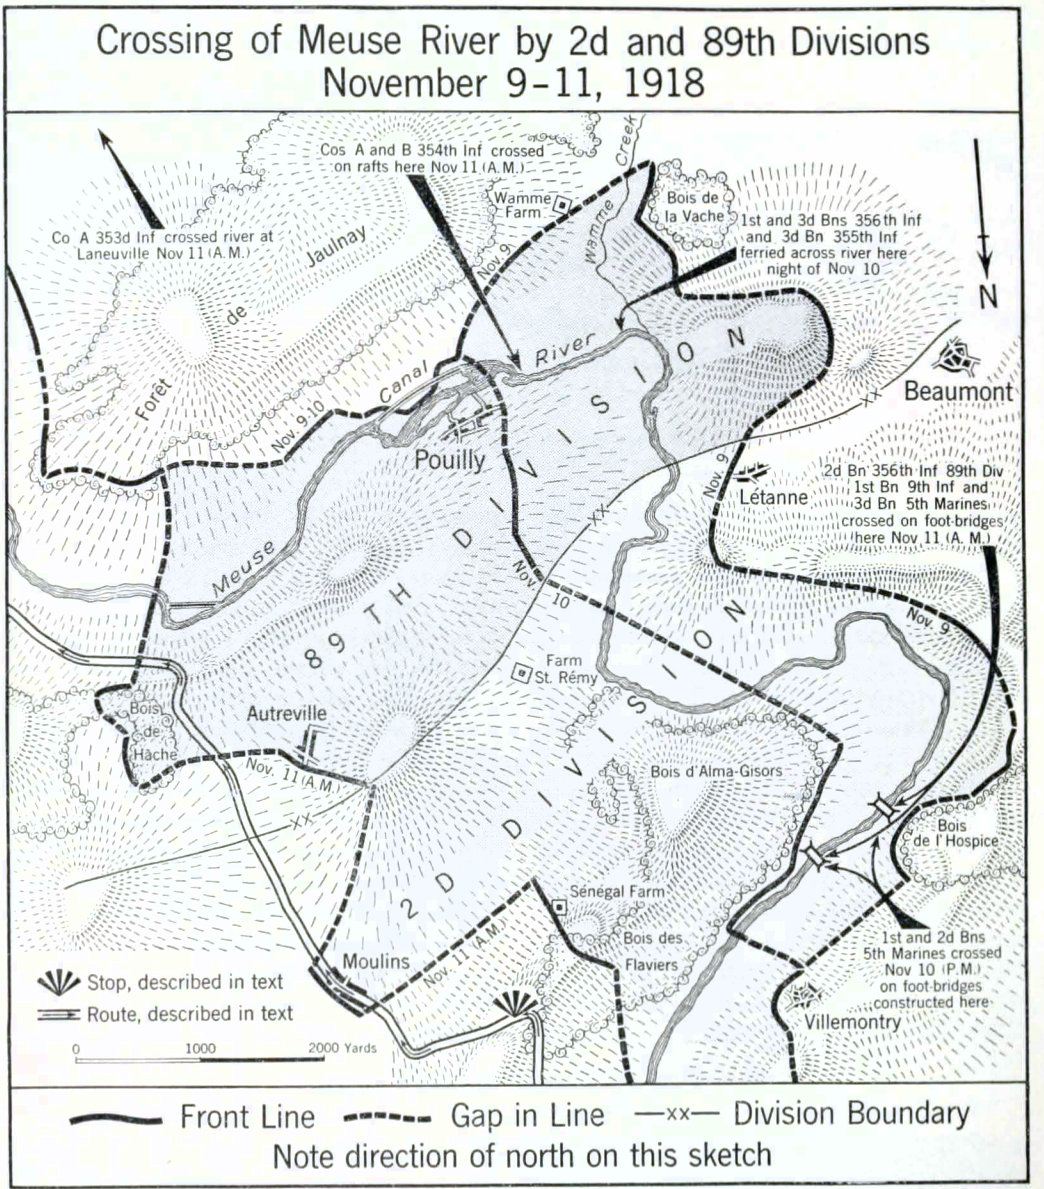 Crossing of Meuse River by 2d and 89th Divisions
November 9-11, 1918
Cos A and B 354th Inf crossed
on rafts here Nov 11 (A.M.)
Wamme Creek
Wamme
Farm
Bois de
la Vache
Co A 353d Inf crossed river at
Laneuville Nov 11 (A.M.)
1st and 3d Bns 356th Inf
and 3d Bn 355th Inf
ferried across river here
night of Nov 10
N
Forêt de Jaulnay
Nov. 9
River
Canal
Nov. 9-10
Pouilly
Beaumont
xx
Nov. 9
Létanne
2d Bn 356th Inf 89th Div
1st Bn 9th Inf and
3d Bn 5th Marines
crossed on foot-bridges
here Nov 11 (A. M.)
xx
Meuse
89TH DIVISION
Nov. 10
Nov. 9
Farm
St. Rémy
Bois
de
Hache
Autreville
Nov. 11 (A.M.)
xx
2D DIVISION
Bois d'Alma-Gisors
Bois
de l'Hospice
Sénégal Farm
Bois des
Flaviers
1st and 2d Bns
5th Marines crossed
Nov 10 (P.M.)
on foot-bridges
constructed here
Moulins
Nov. 11 (A.M.)
Villemontry
Stop, described in text
Route, described in text
0 1000 2000 Yards
Front Line Gap in Line xx Division Boundary
Note direction of north on this sketch